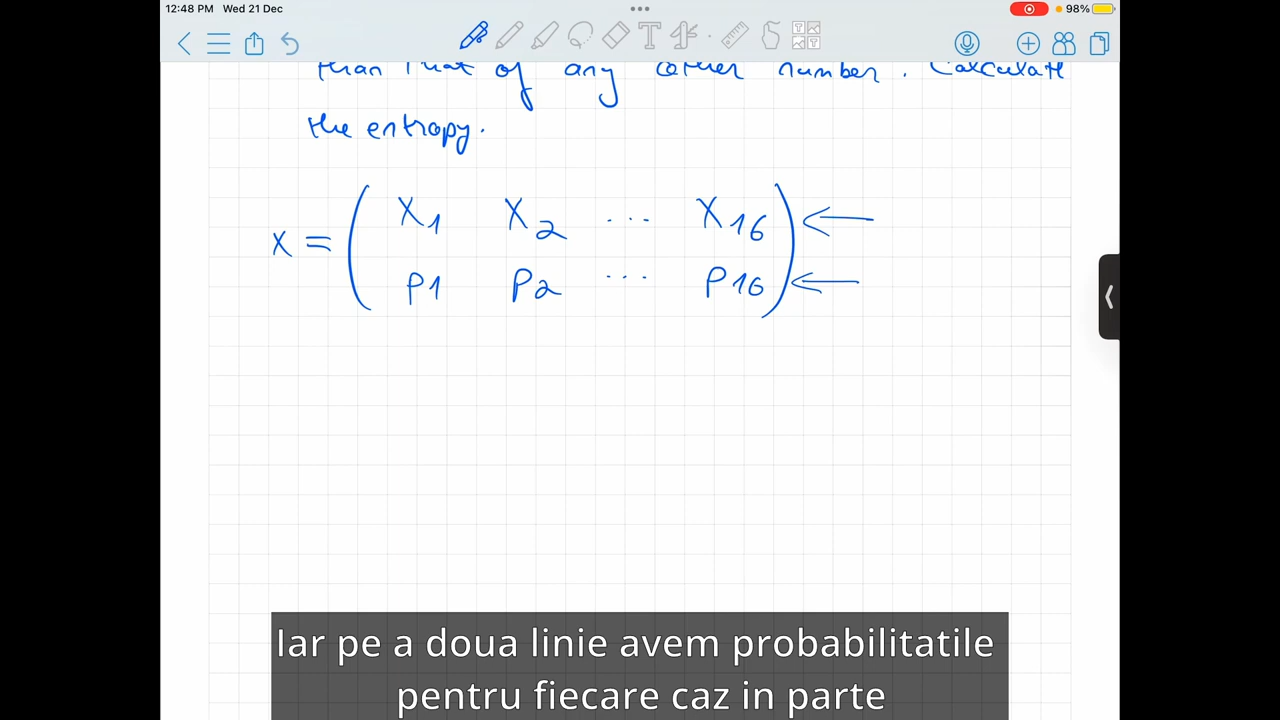 12:48 PM Wed 21 Dec
98%
than that of any other number. Calculate
the entropy.
X = ( X1 X2 ... X16 ) ←
( P1 P2 ... P16 ) ←
Iar pe a doua linie avem probabilitatile
pentru fiecare caz in parte